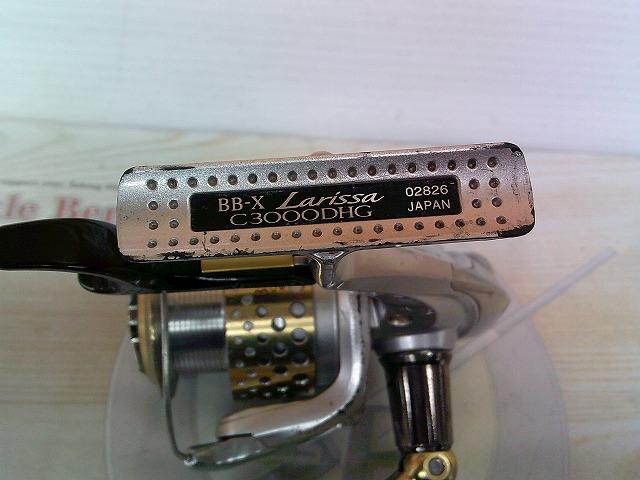 BB-X Larissa
C3000DHG
02826
JAPAN